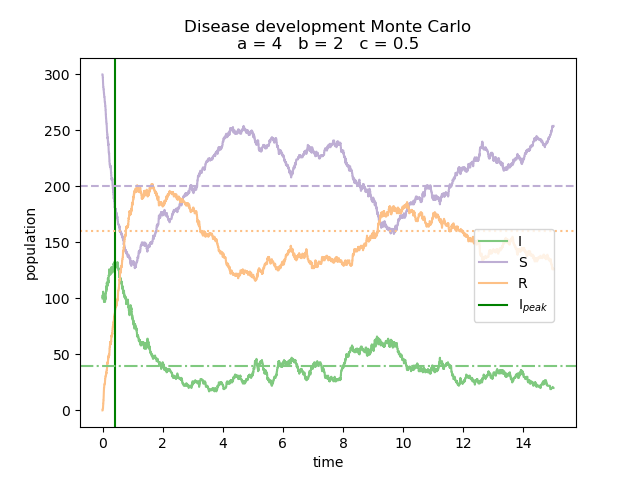 Disease development Monte Carlo
a = 4   b = 2   c = 0.5
300
250
200
150
100
50
0
population
I
S
R
I_peak
0 2 4 6 8 10 12 14
time